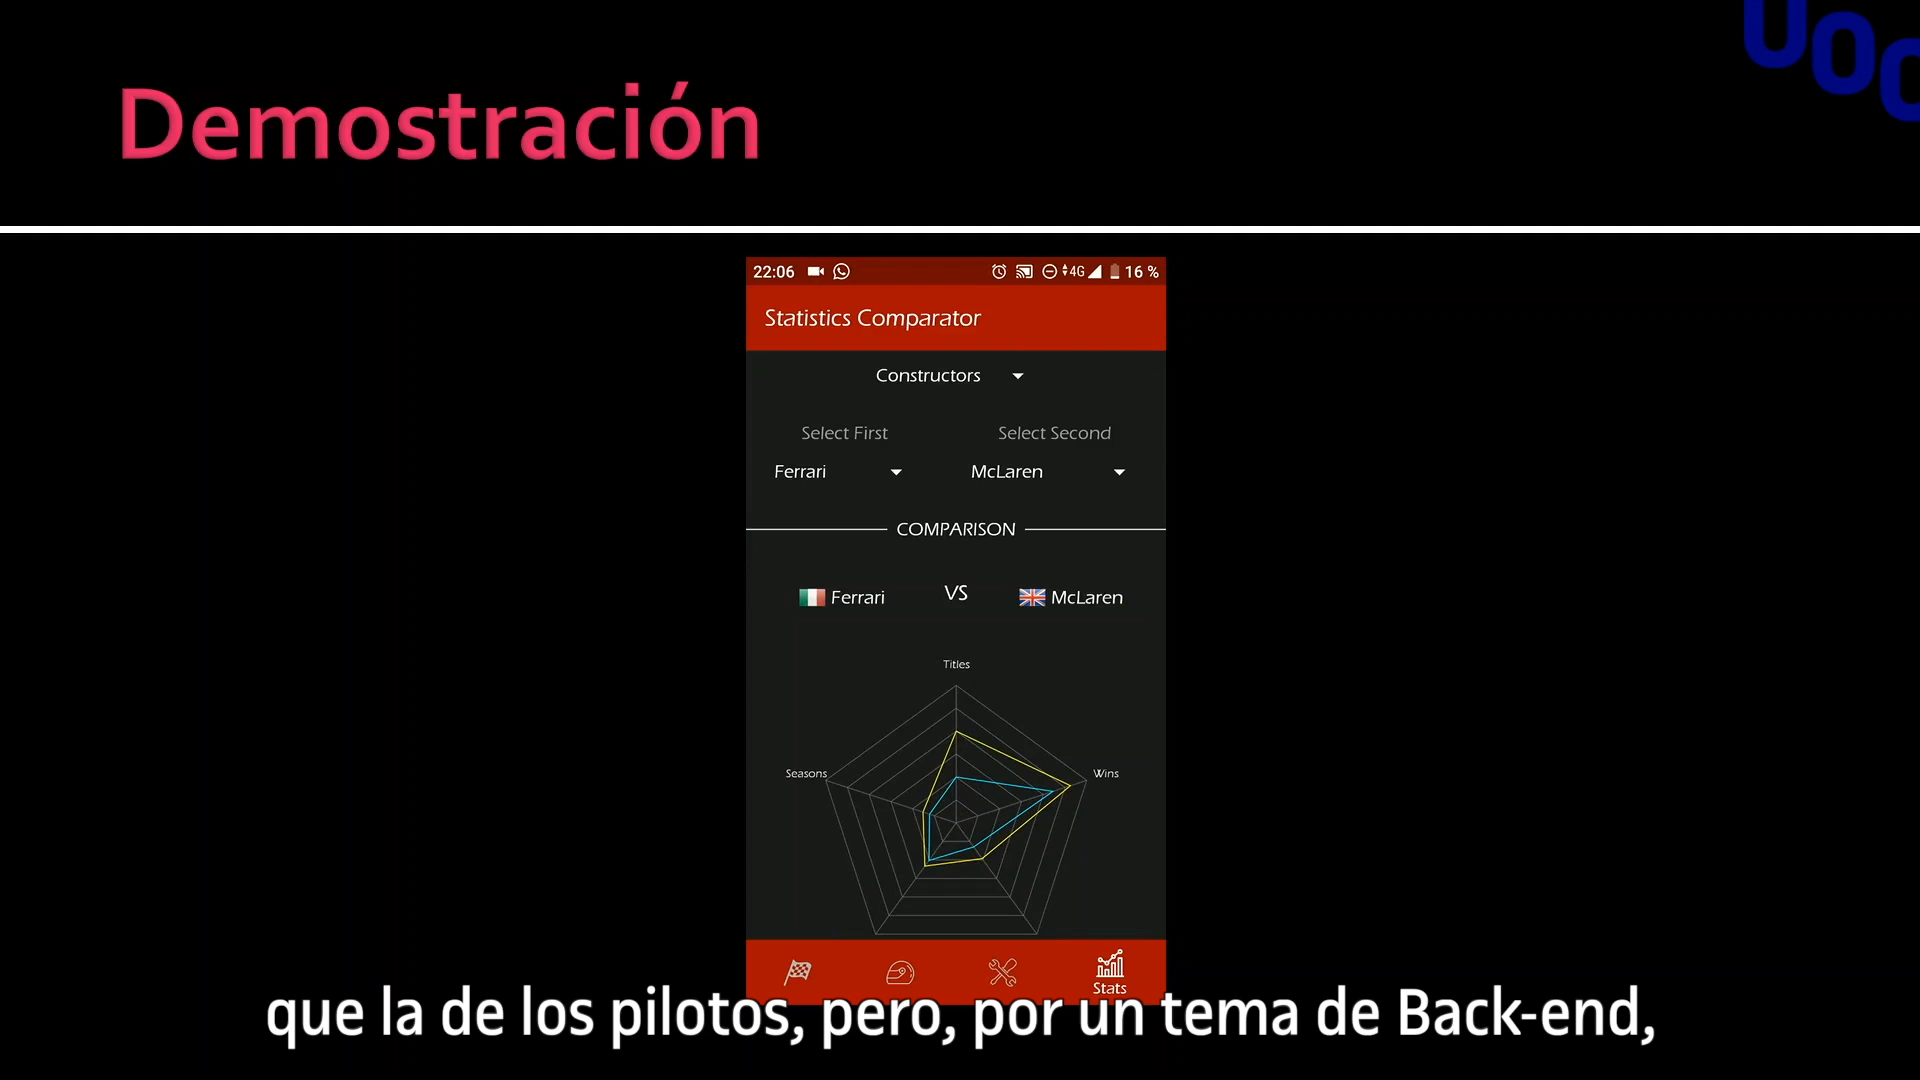 UOC
Demostración
22:06 4G 16 %
Statistics Comparator
Constructors
Select First Select Second
Ferrari McLaren
COMPARISON
Ferrari VS McLaren
Titles
Seasons Wins
Stats
que la de los pilotos, pero, por un tema de Back-end,